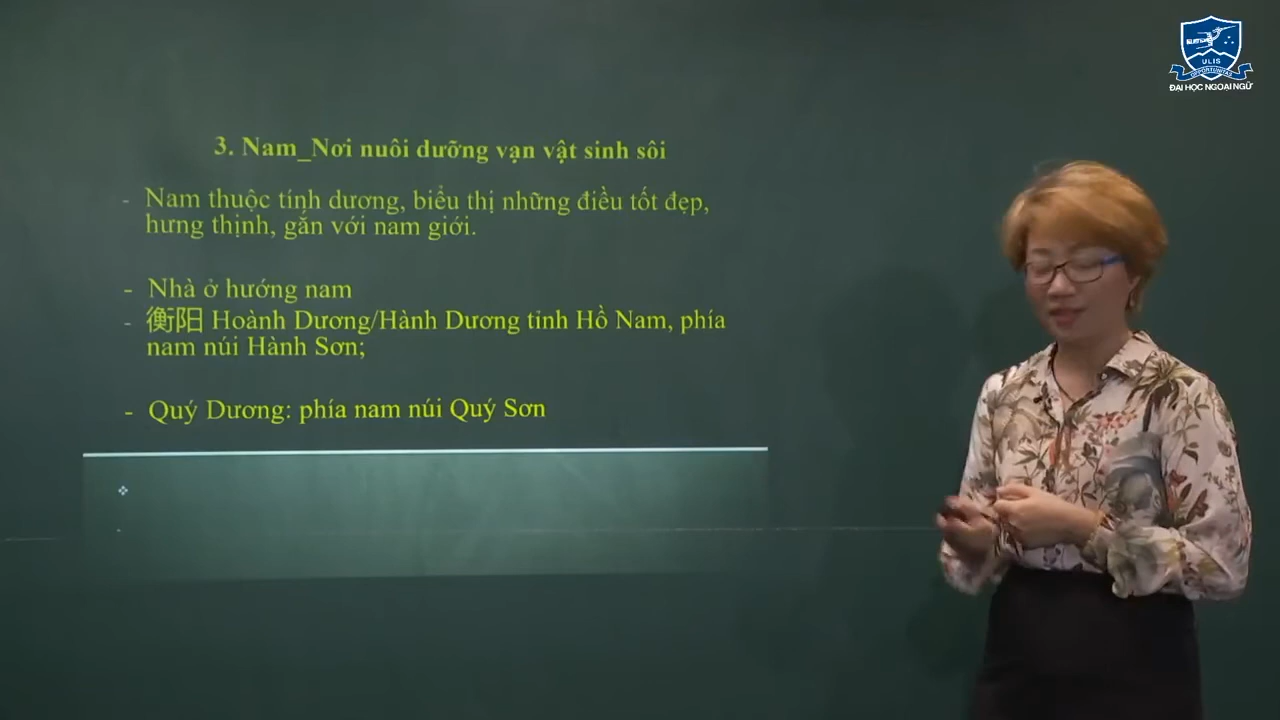 ULIS
OPPORTUNITAS
ĐẠI HỌC NGOẠI NGỮ
3. Nam_Nơi nuôi dưỡng vạn vật sinh sôi
- Nam thuộc tính dương, biểu thị những điều tốt đẹp,
hưng thịnh, gắn với nam giới.
- Nhà ở hướng nam
- 衡阳 Hoành Dương/Hành Dương tỉnh Hồ Nam, phía
nam núi Hành Sơn;
- Quý Dương: phía nam núi Quý Sơn